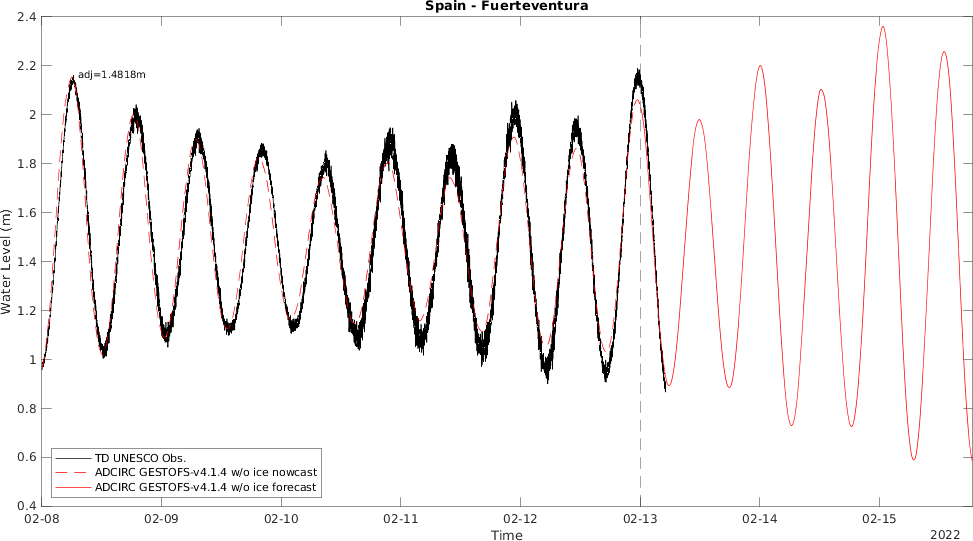 Spain - Fuerteventura
adj=1.4818m
Water Level (m)
2.4
2.2
2
1.8
1.6
1.4
1.2
1
0.8
0.6
0.4
TD UNESCO Obs.
ADCIRC GESTOFS-v4.1.4 w/o ice nowcast
ADCIRC GESTOFS-v4.1.4 w/o ice forecast
02-08 02-09 02-10 02-11 02-12 02-13 02-14 02-15
Time
2022